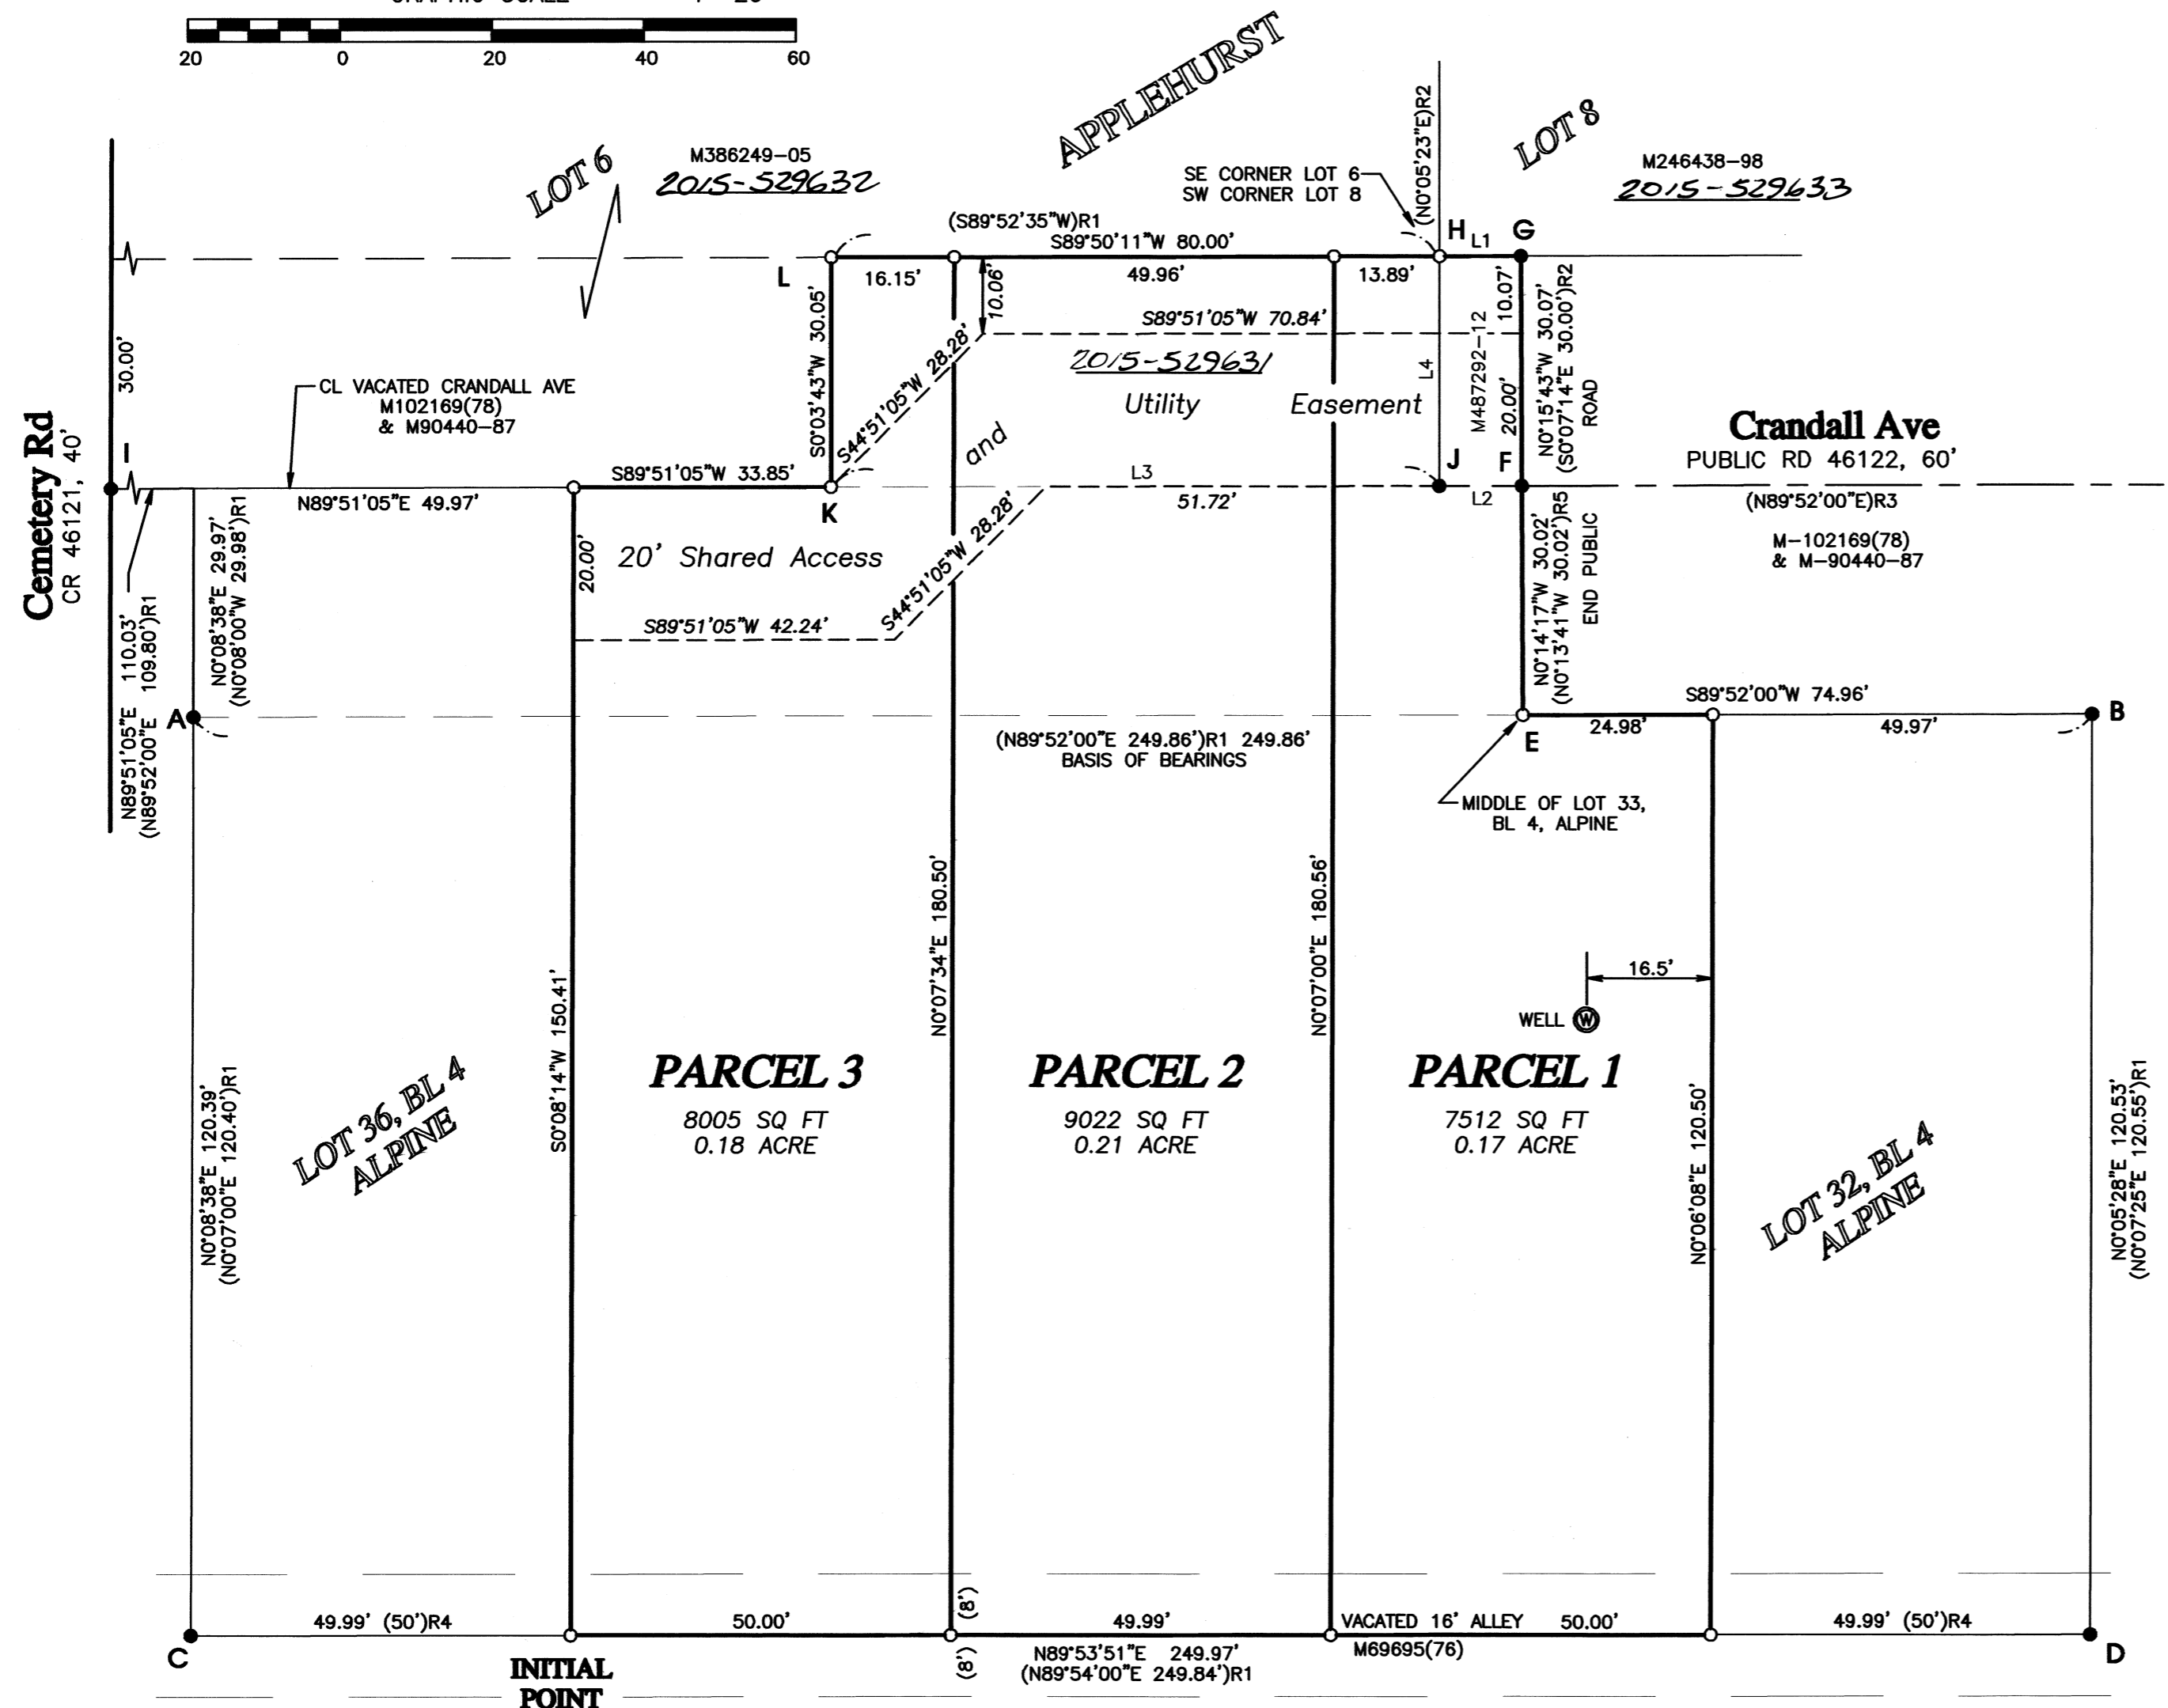 20 0 20 40 60
APPLEHURST
LOT 6
M386249-05
2015-529632
SE CORNER LOT 6
SW CORNER LOT 8
(N0°05'23"E)R2
LOT 8
M246438-98
2015-529633
(S89°52'35"W)R1
S89°50'11"W 80.00'
H
L1
G
L
16.15'
49.96'
13.89'
10.06'
10.07'
30.00'
S0°03'43"W 30.05'
S44°51'05"W 28.28'
S89°51'05"W 70.84'
2015-529631
Utility Easement
and
L4
M487292-12
20.00'
N0°15'43"W 30.07'
(S0°07'14"E 30.00')R2
END PUBLIC ROAD
Crandall Ave
PUBLIC RD 46122, 60'
(N89°52'00"E)R3
M-102169(78)
& M-90440-87
CL VACATED CRANDALL AVE
M102169(78)
& M90440-87
Cemetery Rd
CR 46121, 40'
I
N89°51'05"E 49.97'
S89°51'05"W 33.85'
K
L3
51.72'
J
L2
F
N89°51'05"E 110.03'
(N89°52'00"E 109.80')R1
N0°08'38"E 29.97'
(N0°08'00"W 29.98')R1
20.00'
20' Shared Access
S44°51'05"W 28.28'
S89°51'05"W 42.24'
N0°14'17"W 30.02'
(N0°13'41"W 30.02')R5
S89°52'00"W 74.96'
A
(N89°52'00"E 249.86')R1 249.86'
BASIS OF BEARINGS
E
24.98'
49.97'
B
MIDDLE OF LOT 33,
BL 4, ALPINE
16.5'
WELL W
N0°08'38"E 120.39'
(N0°07'00"E 120.40')R1
LOT 36, BL 4
ALPINE
S0°08'14"W 150.41'
PARCEL 3
8005 SQ FT
0.18 ACRE
N0°07'34"E 180.50'
PARCEL 2
9022 SQ FT
0.21 ACRE
N0°07'00"E 180.56'
PARCEL 1
7512 SQ FT
0.17 ACRE
N0°06'08"E 120.50'
LOT 32, BL 4
ALPINE
N0°05'28"E 120.53'
(N0°07'25"E 120.55')R1
C
49.99' (50')R4
INITIAL
POINT
50.00'
(8')
(8')
49.99'
N89°53'51"E 249.97'
(N89°54'00"E 249.84')R1
VACATED 16' ALLEY 50.00'
M69695(76)
49.99' (50')R4
D